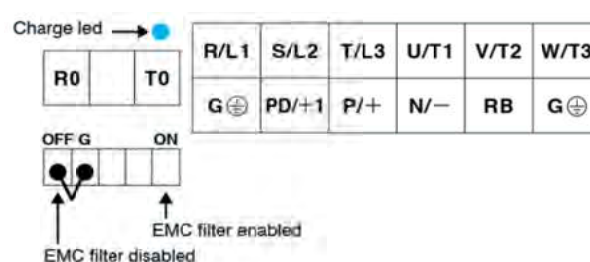 Charge led
R0 T0
R/L1 S/L2 T/L3 U/T1 V/T2 W/T3
G⏚ PD/+1 P/+ N/− RB G⏚
OFF G ON
EMC filter enabled
EMC filter disabled